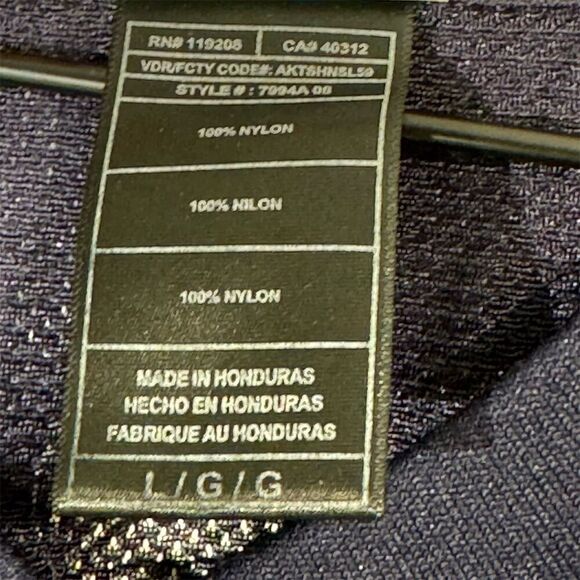 RN# 119208 CA# 40312
VDR/FCTY CODE#: AKTSHNSL59
STYLE # : 7994A 06
100% NYLON
100% NILON
100% NYLON
MADE IN HONDURAS
HECHO EN HONDURAS
FABRIQUE AU HONDURAS
L / G / G